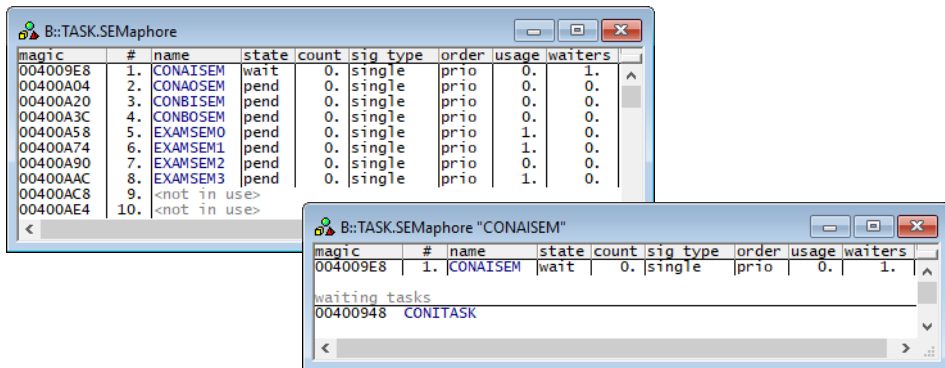 B::TASK.SEMaphore
magic # name state count sig type order usage waiters
004009E8 1. CONAISEM wait 0. single prio 0. 1.
00400A04 2. CONAOSEM pend 0. single prio 0. 0.
00400A20 3. CONBISEM pend 0. single prio 0. 0.
00400A3C 4. CONBOSEM pend 0. single prio 0. 0.
00400A58 5. EXAMSEM0 pend 0. single prio 1. 0.
00400A74 6. EXAMSEM1 pend 0. single prio 1. 0.
00400A90 7. EXAMSEM2 pend 0. single prio 0. 0.
00400AAC 8. EXAMSEM3 pend 0. single prio 1. 0.
00400AC8 9. <not in use>
00400AE4 10. <not in use>
B::TASK.SEMaphore "CONAISEM"
magic # name state count sig type order usage waiters
004009E8 1. CONAISEM wait 0. single prio 0. 1.
waiting tasks
00400948 CONITASK